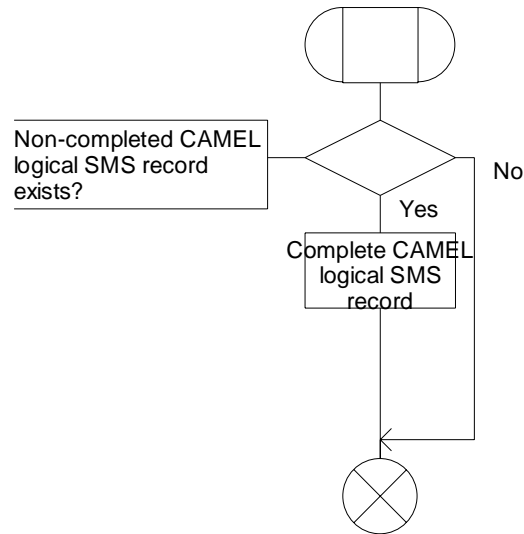 Non-completed CAMEL
logical SMS record
exists?
No
Yes
Complete CAMEL
logical SMS
record